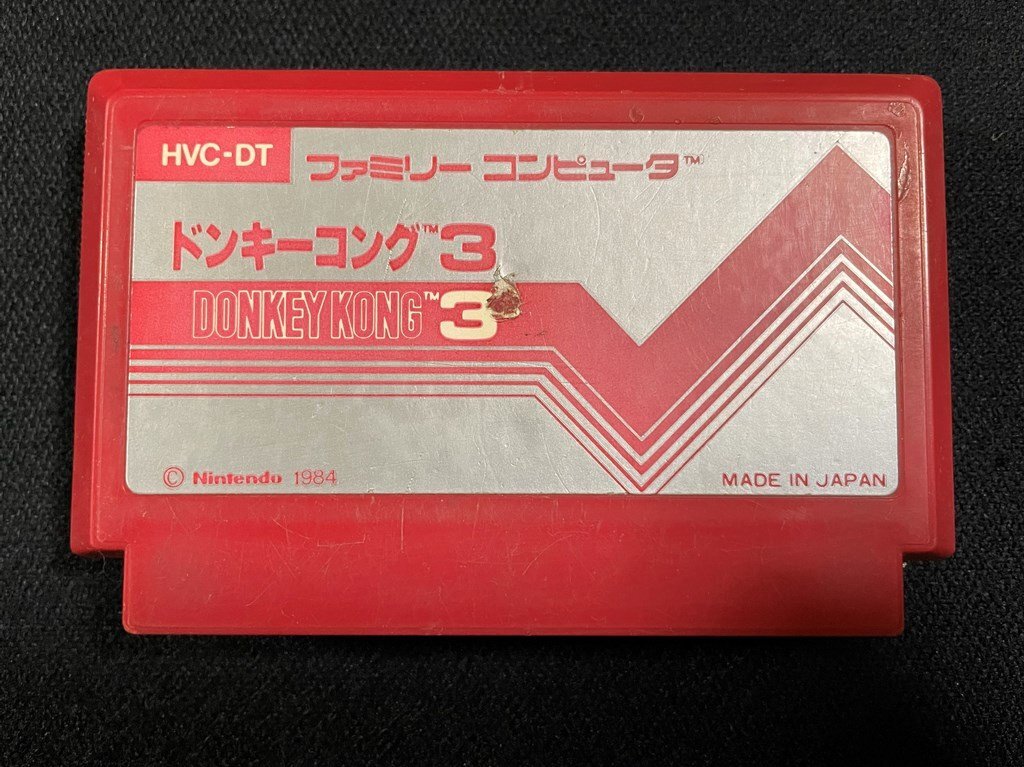 HVC-DT
ファミリー コンピュータ™
ドンキーコング™3
DONKEY KONG™3
© Nintendo 1984
MADE IN JAPAN